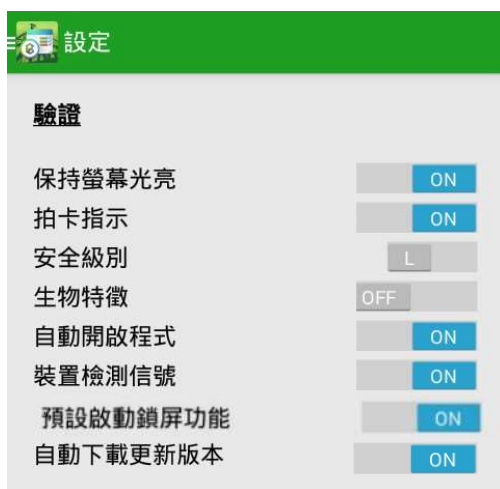 設定
驗證
保持螢幕光亮 ON
拍卡指示 ON
安全級別 L
生物特徵 OFF
自動開啟程式 ON
裝置檢測信號 ON
預設啟動鎖屏功能 ON
自動下載更新版本 ON